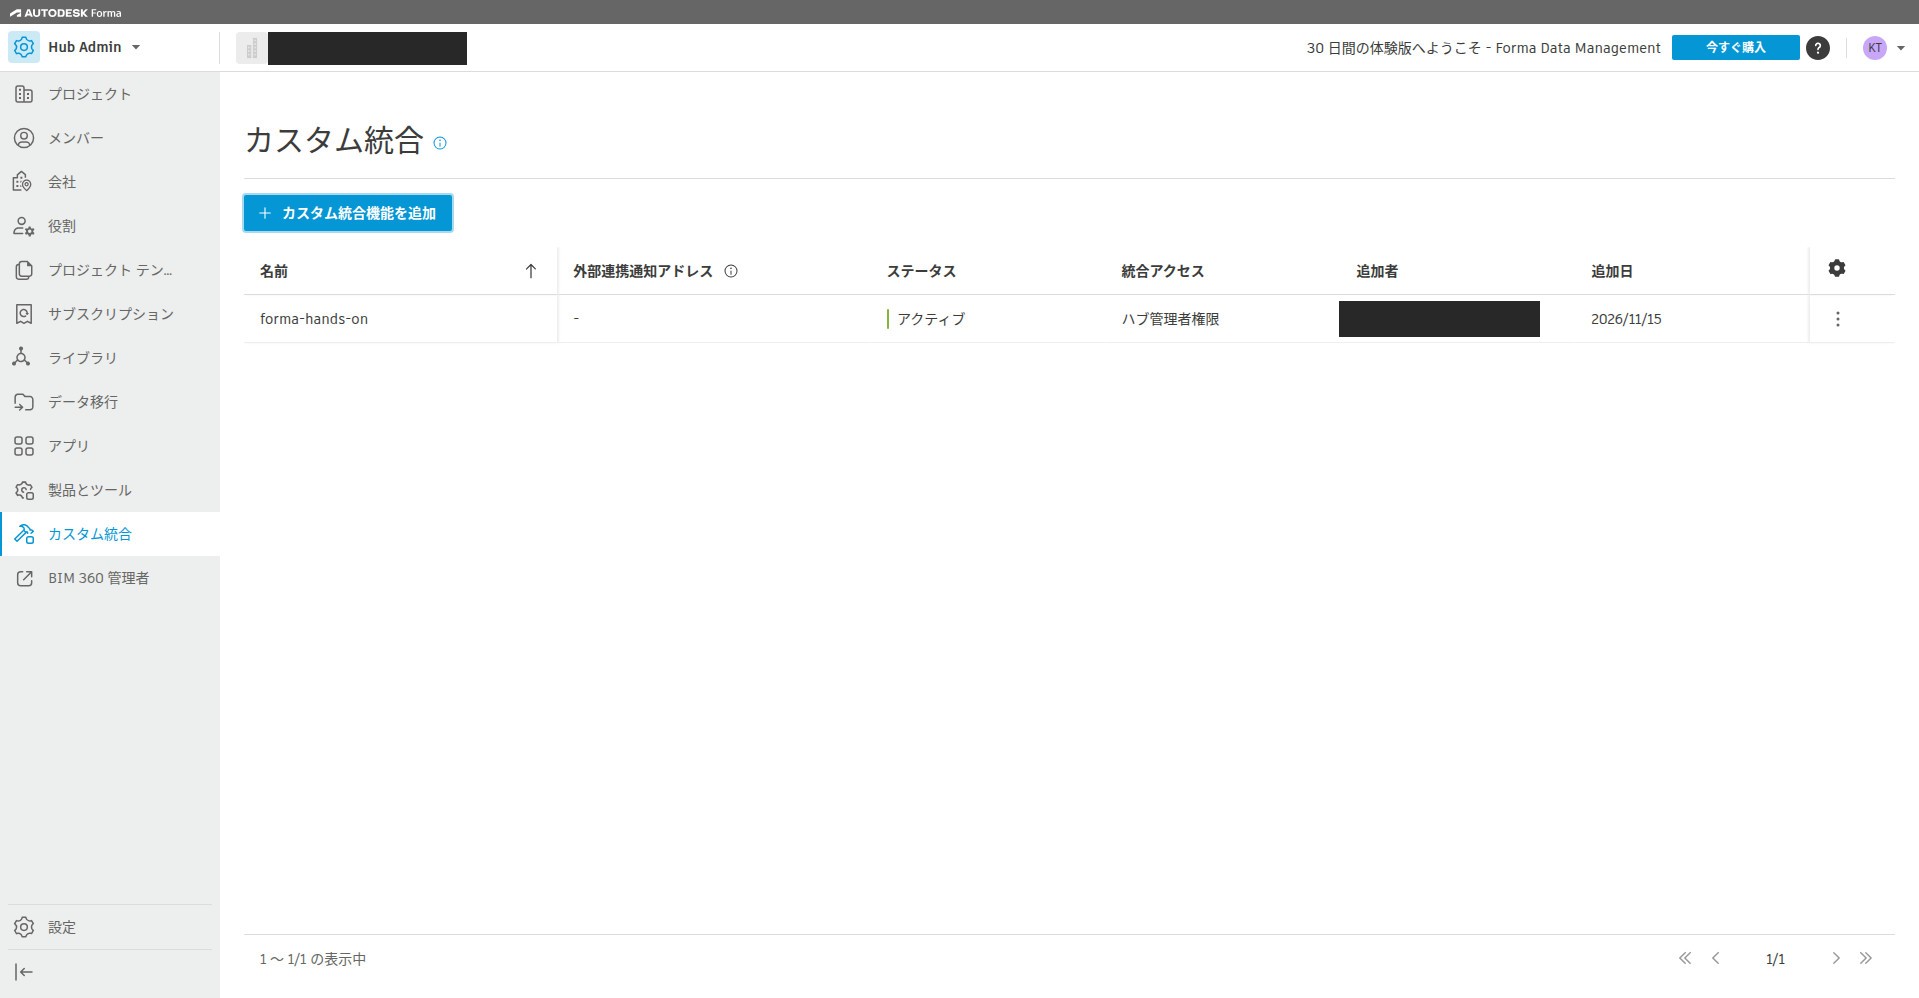 AUTODESK Forma
Hub Admin
30 日間の体験版へようこそ - Forma Data Management
今すぐ購入
?
KT
プロジェクト
メンバー
会社
役割
プロジェクト テン...
サブスクリプション
ライブラリ
データ移行
アプリ
製品とツール
カスタム統合
BIM 360 管理者
設定
カスタム統合
カスタム統合機能を追加
名前 外部連携通知アドレス ステータス 統合アクセス 追加者 追加日
forma-hands-on - アクティブ ハブ管理者権限 2026/11/15
1 ～ 1/1 の表示中
1/1